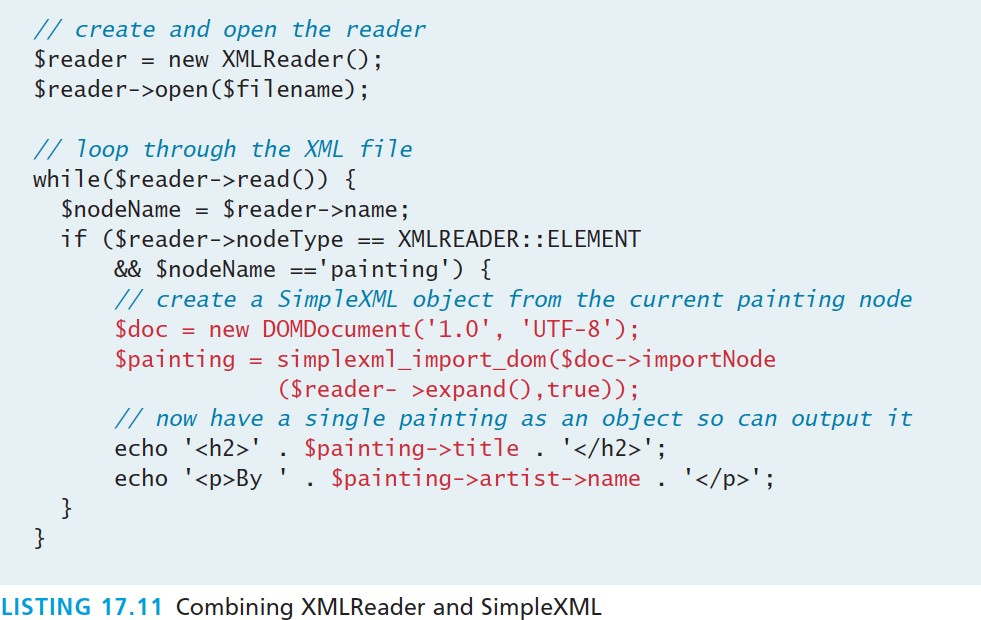 // create and open the reader
$reader = new XMLReader();
$reader->open($filename);
// loop through the XML file
while($reader->read()) {
$nodeName = $reader->name;
if ($reader->nodeType == XMLREADER::ELEMENT
&& $nodeName =='painting') {
// create a SimpleXML object from the current painting node
$doc = new DOMDocument('1.0', 'UTF-8');
$painting = simplexml_import_dom($doc->importNode
($reader- >expand(),true));
// now have a single painting as an object so can output it
echo '<h2>' . $painting->title . '</h2>';
echo '<p>By ' . $painting->artist->name . '</p>';
}
}
LISTING 17.11 Combining XMLReader and SimpleXML